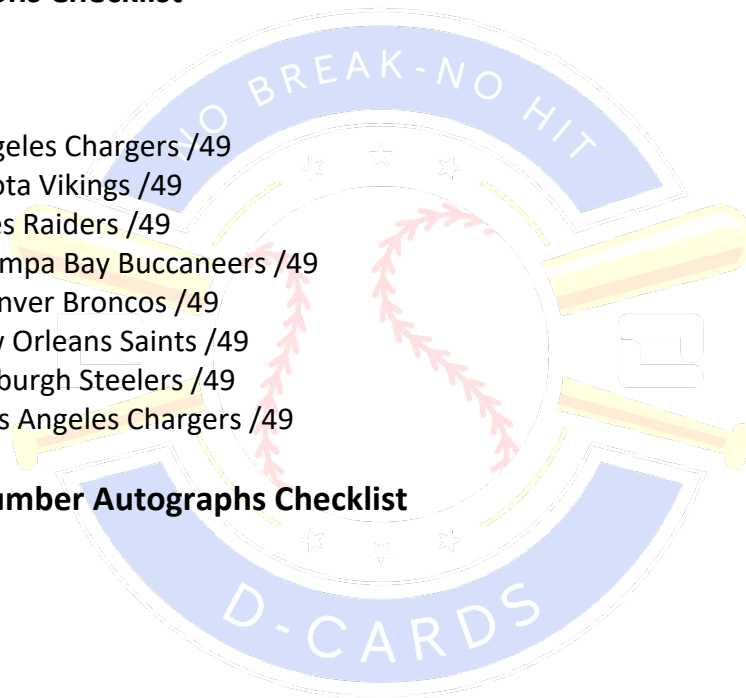 ons Checklist
NO BREAK-NO HIT
geles Chargers /49
ota Vikings /49
es Raiders /49
mpa Bay Buccaneers /49
nver Broncos /49
w Orleans Saints /49
sburgh Steelers /49
s Angeles Chargers /49
umber Autographs Checklist
D-CARDS